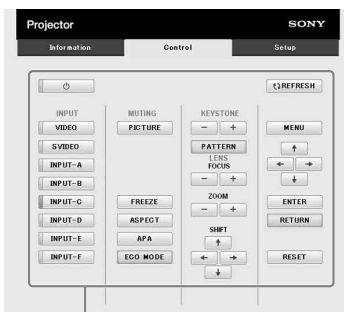 Projector SONY
Information Control Setup
REFRESH
INPUT MUTING KEYSTONE
VIDEO PICTURE - + MENU
SVIDEO PATTERN
LENS
INPUT-A FOCUS
INPUT-B - +
INPUT-C FREEZE ZOOM ENTER
- +
INPUT-D ASPECT RETURN
INPUT-E APA SHIFT
INPUT-F ECO MODE RESET